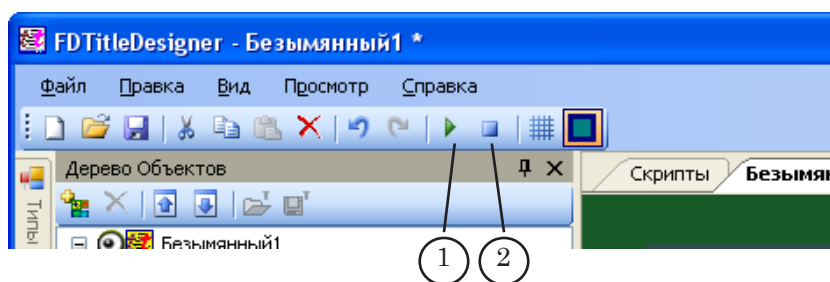 FDTitleDesigner - Безымянный1 *
Файл Правка Вид Просмотр Справка
Дерево Объектов
Скрипты Безымян
Типы
Безымянный1
1 2